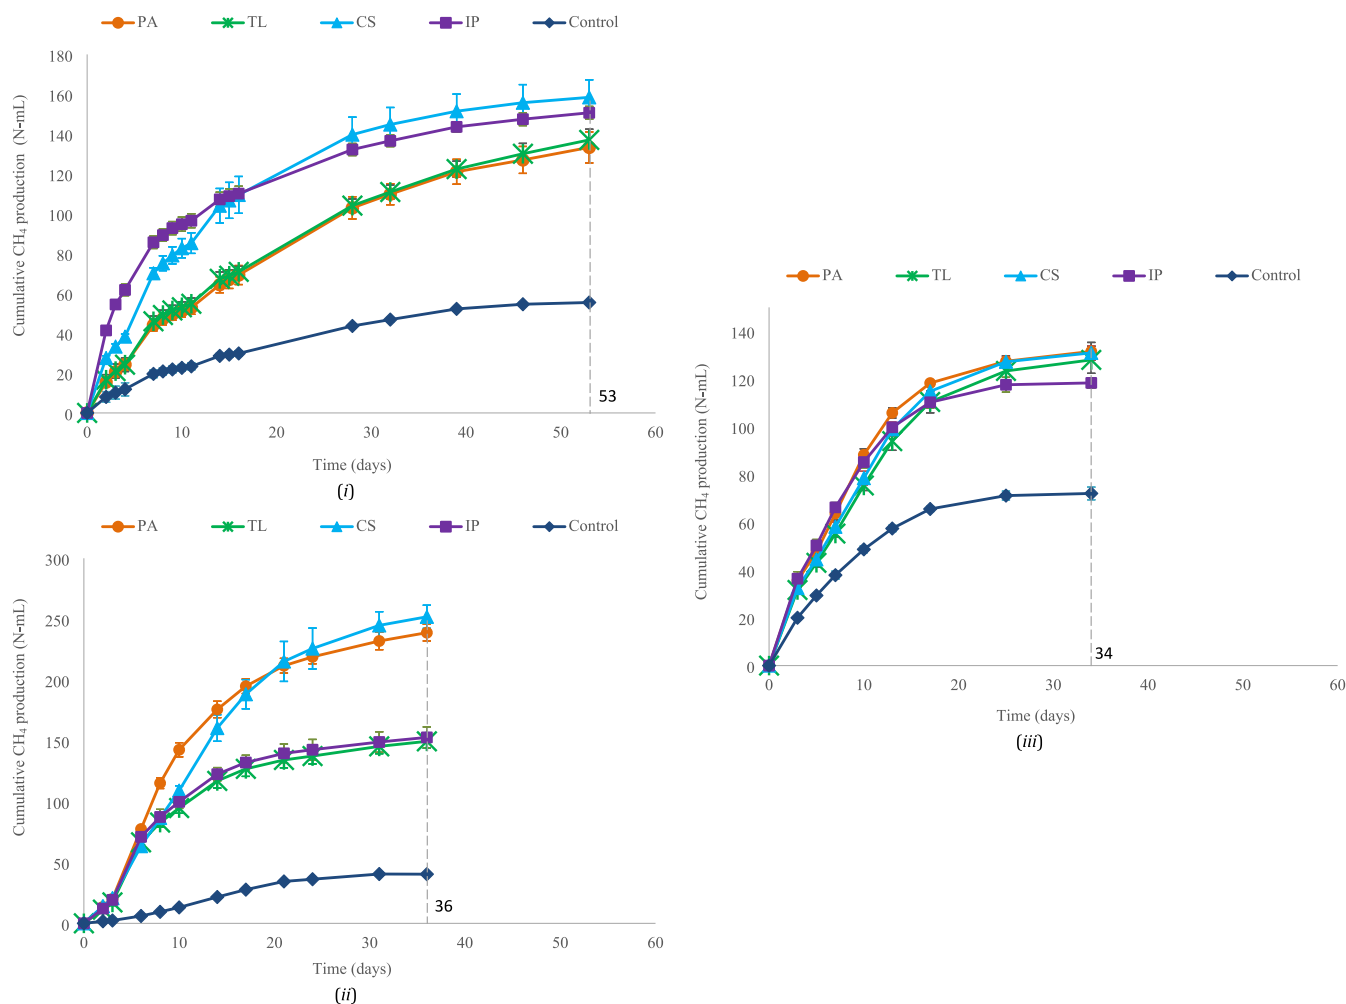 PA TL CS IP Control
180
160
140
120
100
80
60
40
20
0
Cumulative CH₄ production (N-mL)
53
0 10 20 30 40 50 60
Time (days)
(i)
PA TL CS IP Control
300
250
200
150
100
50
0
Cumulative CH₄ production (N-mL)
36
0 10 20 30 40 50 60
Time (days)
(ii)
PA TL CS IP Control
140
120
100
80
60
40
20
0
Cumulative CH₄ production (N-mL)
34
0 10 20 30 40 50 60
Time (days)
(iii)